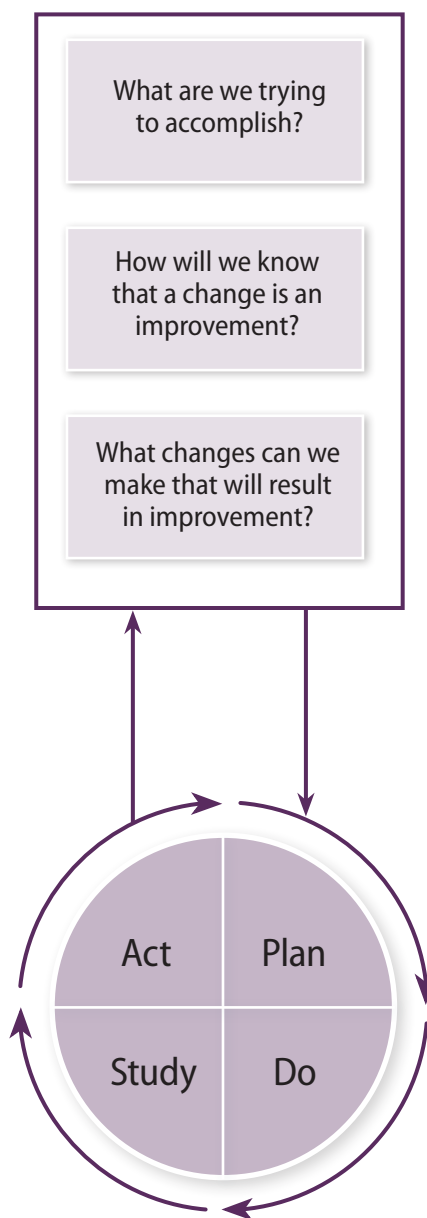 What are we trying
to accomplish?
How will we know
that a change is an
improvement?
What changes can we
make that will result
in improvement?
Act
Plan
Study
Do